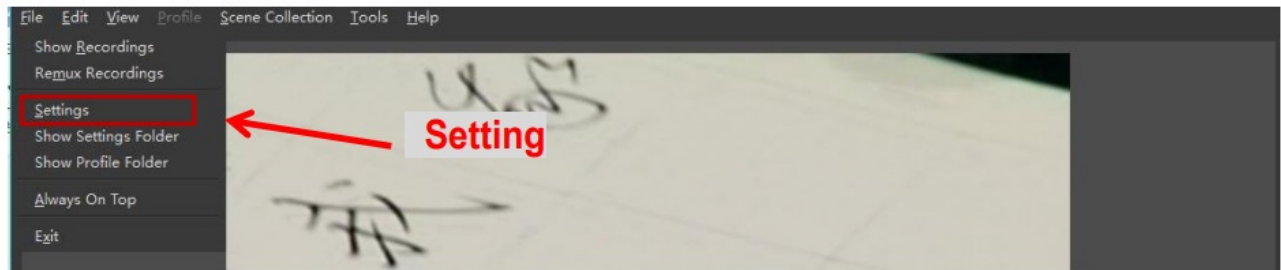 File Edit View Profile Scene Collection Tools Help
Show Recordings
Remux Recordings
Settings
Setting
Show Settings Folder
Show Profile Folder
Always On Top
Exit